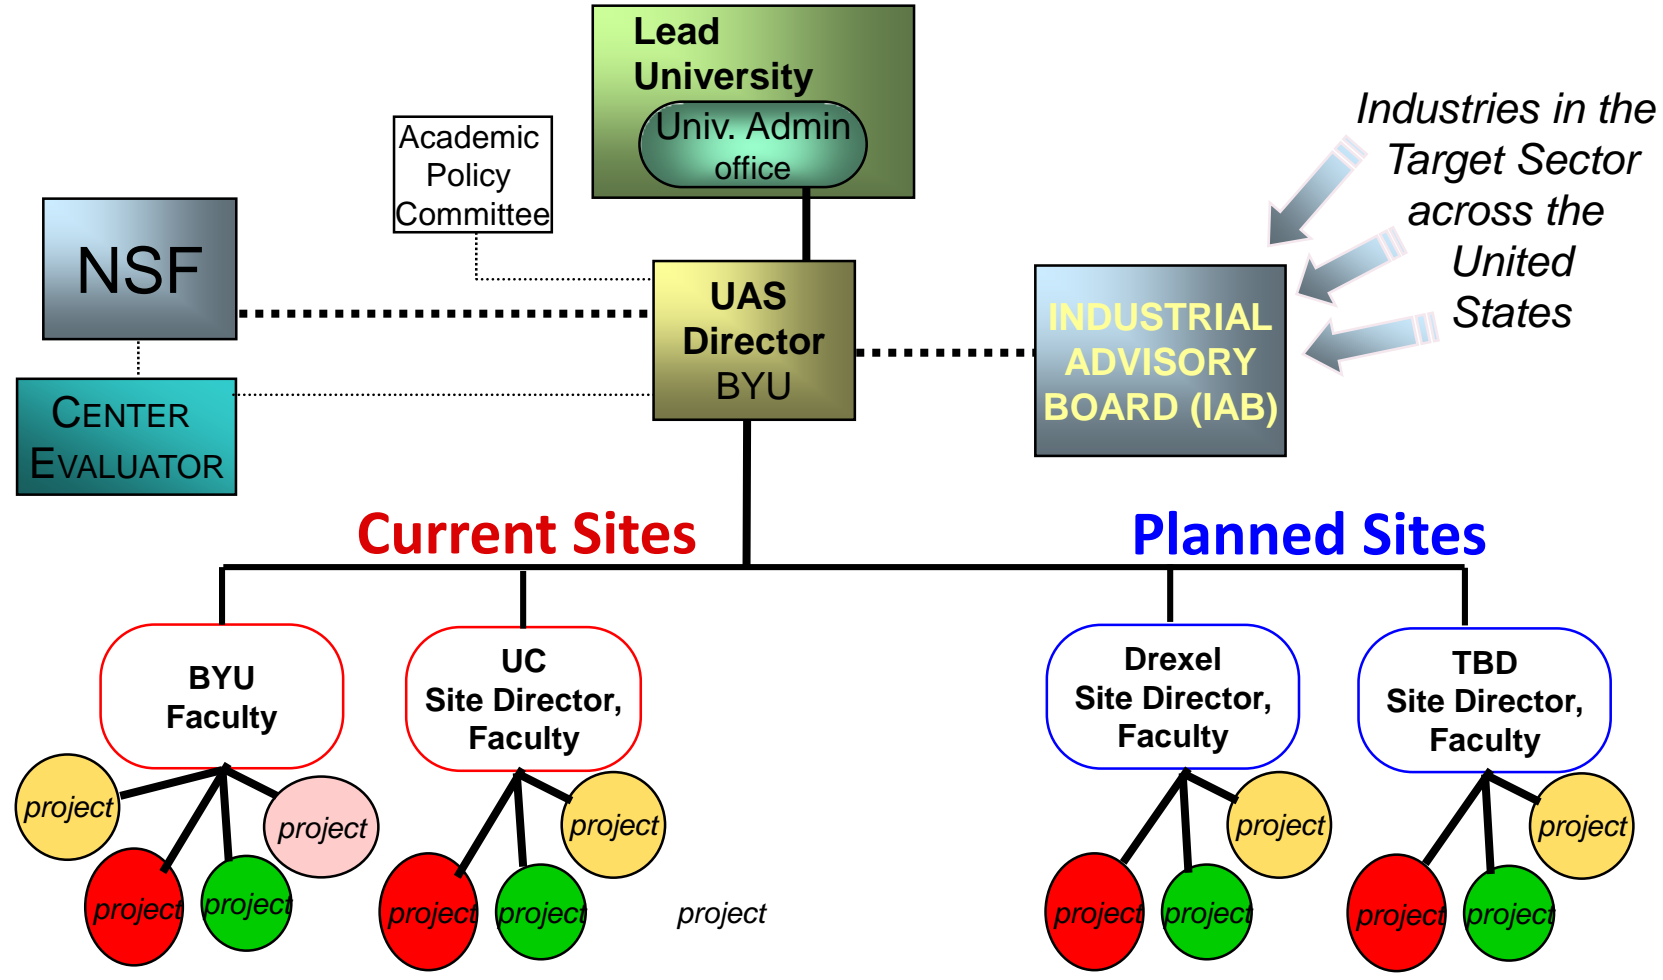 Lead
University
Univ. Admin
office
Academic
Policy
Committee
Industries in the
Target Sector
across the
United
States
NSF
UAS
Director
BYU
INDUSTRIAL
ADVISORY
BOARD (IAB)
CENTER
EVALUATOR
Current Sites
Planned Sites
BYU
Faculty
UC
Site Director,
Faculty
Drexel
Site Director,
Faculty
TBD
Site Director,
Faculty
project
project
project
project
project
project
project
project
project
project
project
project
project
project